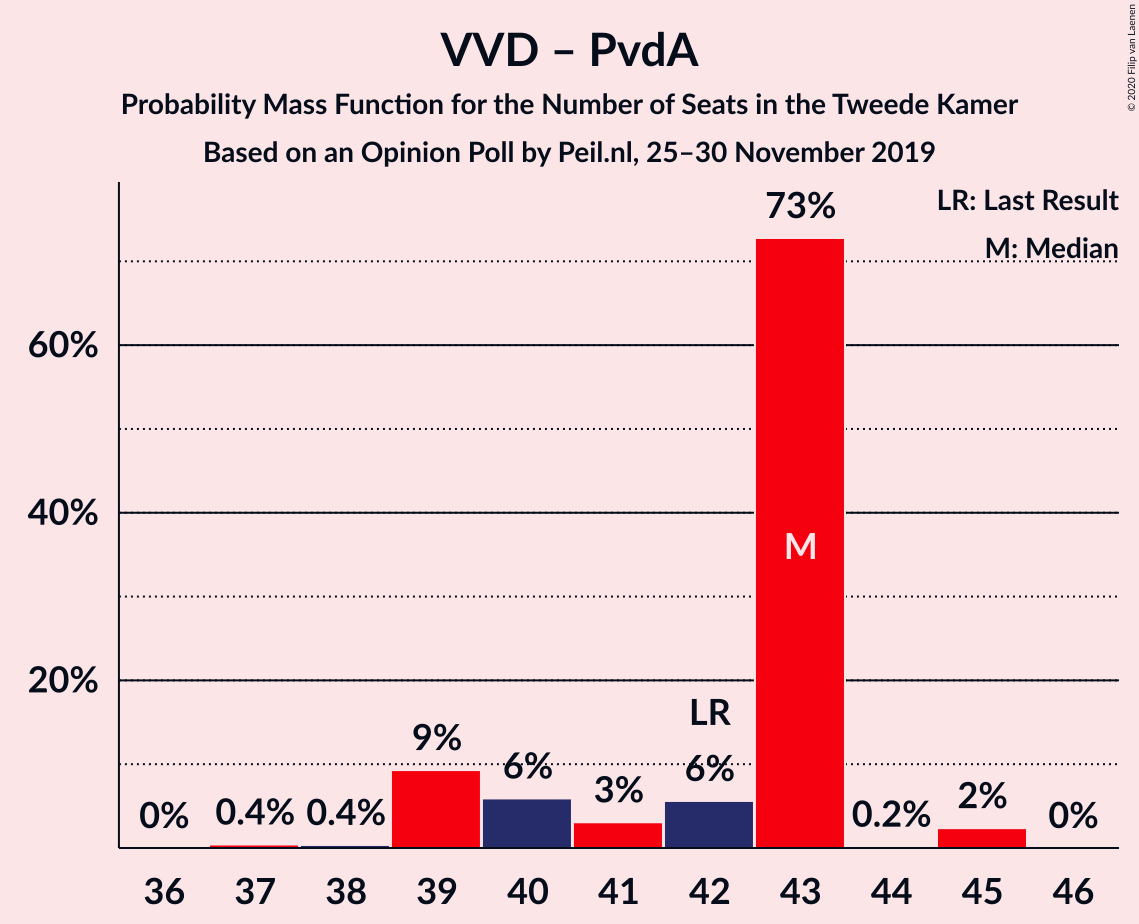 VVD – PvdA
Probability Mass Function for the Number of Seats in the Tweede Kamer
Based on an Opinion Poll by Peil.nl, 25–30 November 2019
© 2020 Filip van Laenen
LR: Last Result
M: Median
60%
40%
20%
0%
0.4%
0.4%
9%
6%
3%
LR
6%
73%
M
0.2%
2%
0%
36 37 38 39 40 41 42 43 44 45 46